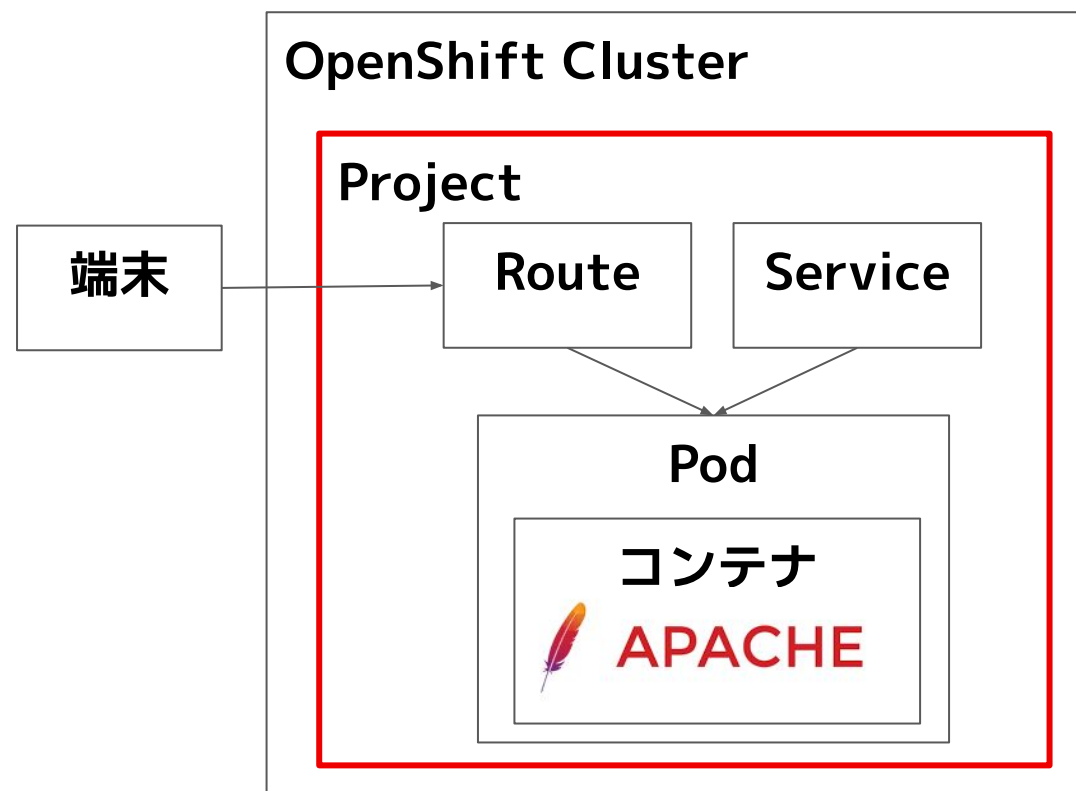 OpenShift Cluster
Project
端末
Route
Service
Pod
コンテナ
APACHE